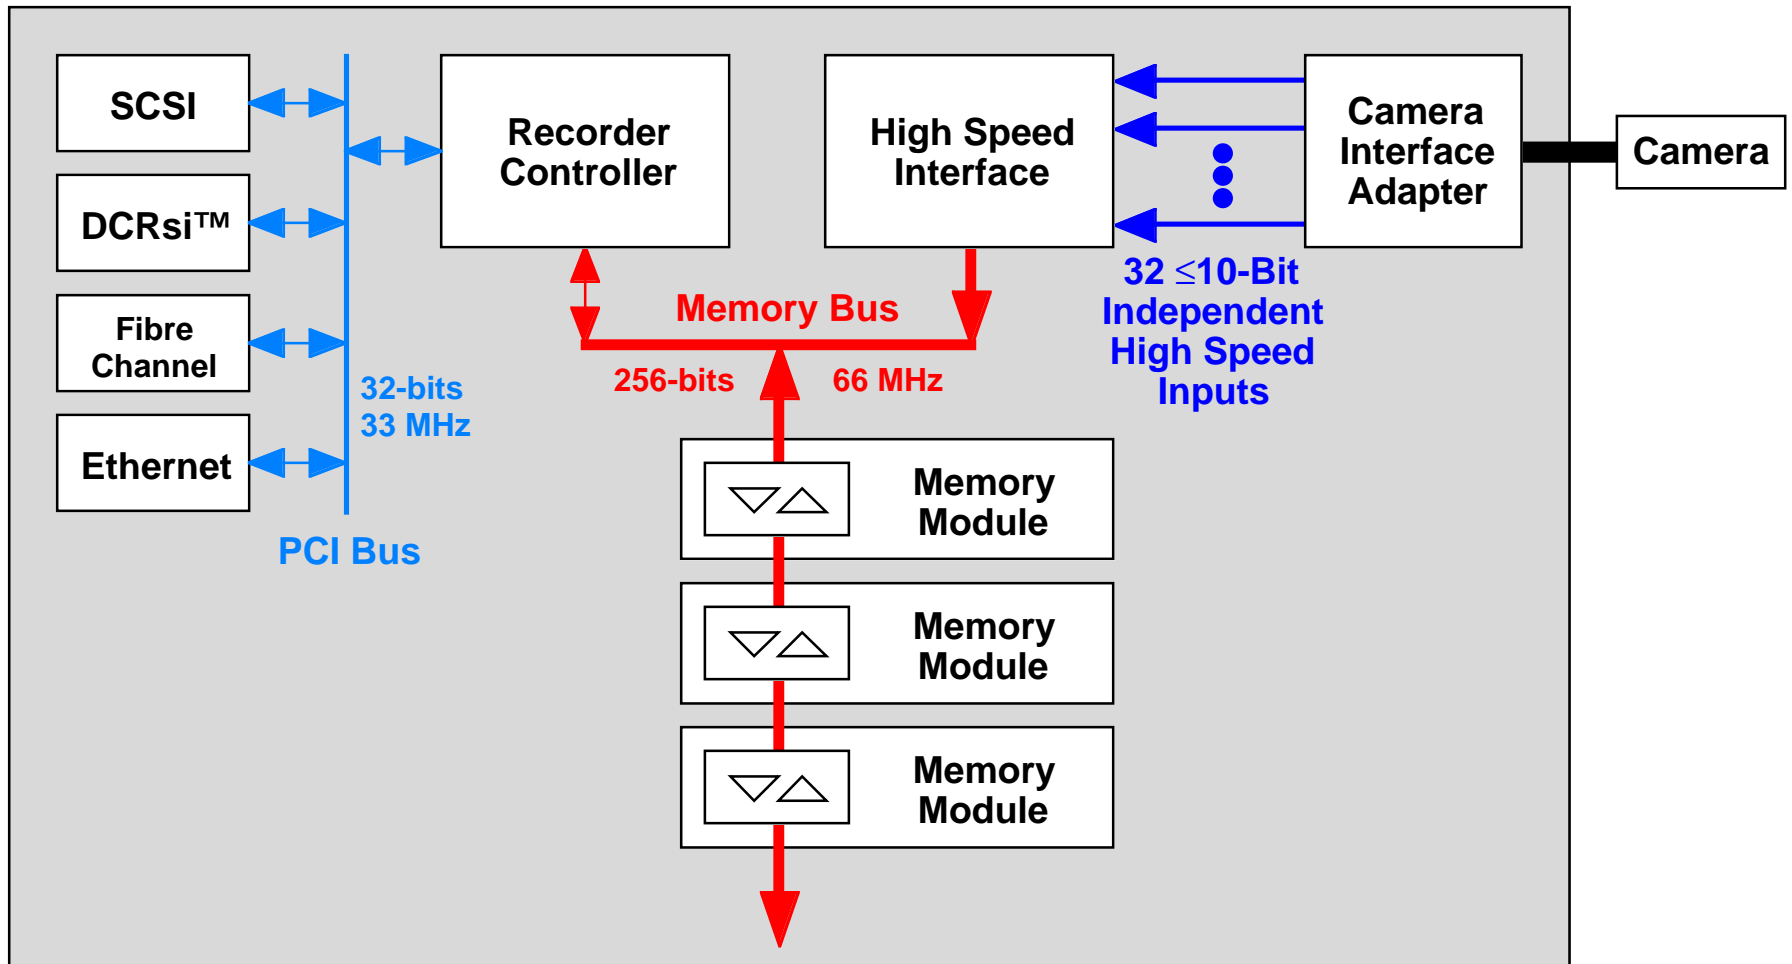 SCSI
DCRsi™
Fibre
Channel
Ethernet
32-bits
33 MHz
PCI Bus
Recorder
Controller
High Speed
Interface
Camera
Interface
Adapter
Camera
32 ≤10-Bit
Independent
High Speed
Inputs
Memory Bus
256-bits
66 MHz
Memory
Module
Memory
Module
Memory
Module